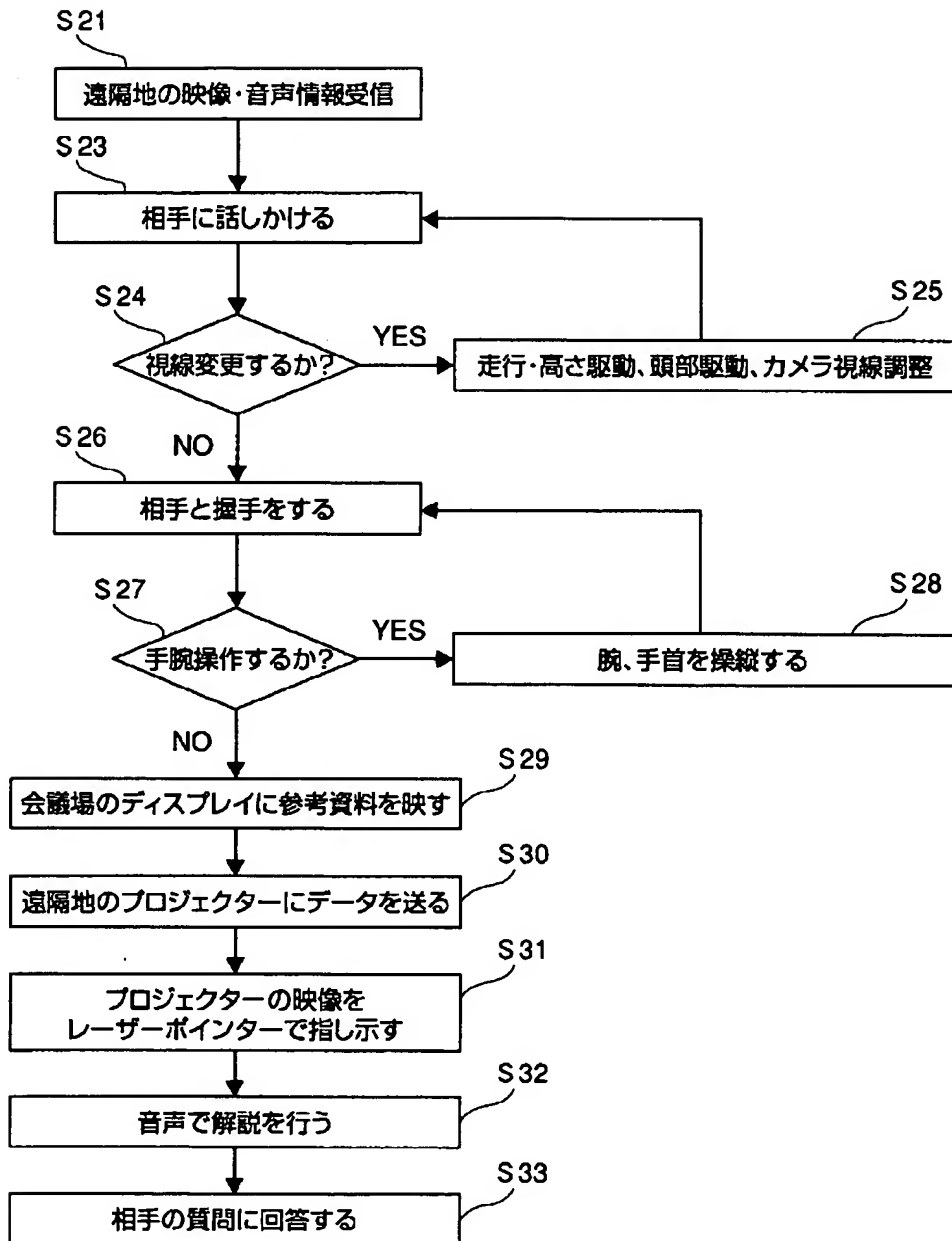 S21
遠隔地の映像・音声情報受信
S23
相手に話しかける
S24
視線変更するか?
YES
S25
走行・高さ駆動、頭部駆動、カメラ視線調整
NO
S26
相手と握手をする
S27
手腕操作するか?
YES
S28
腕、手首を操縦する
NO
S29
会議場のディスプレイに参考資料を映す
S30
遠隔地のプロジェクターにデータを送る
S31
プロジェクターの映像を
レーザーポインターで指し示す
S32
音声で解説を行う
S33
相手の質問に回答する